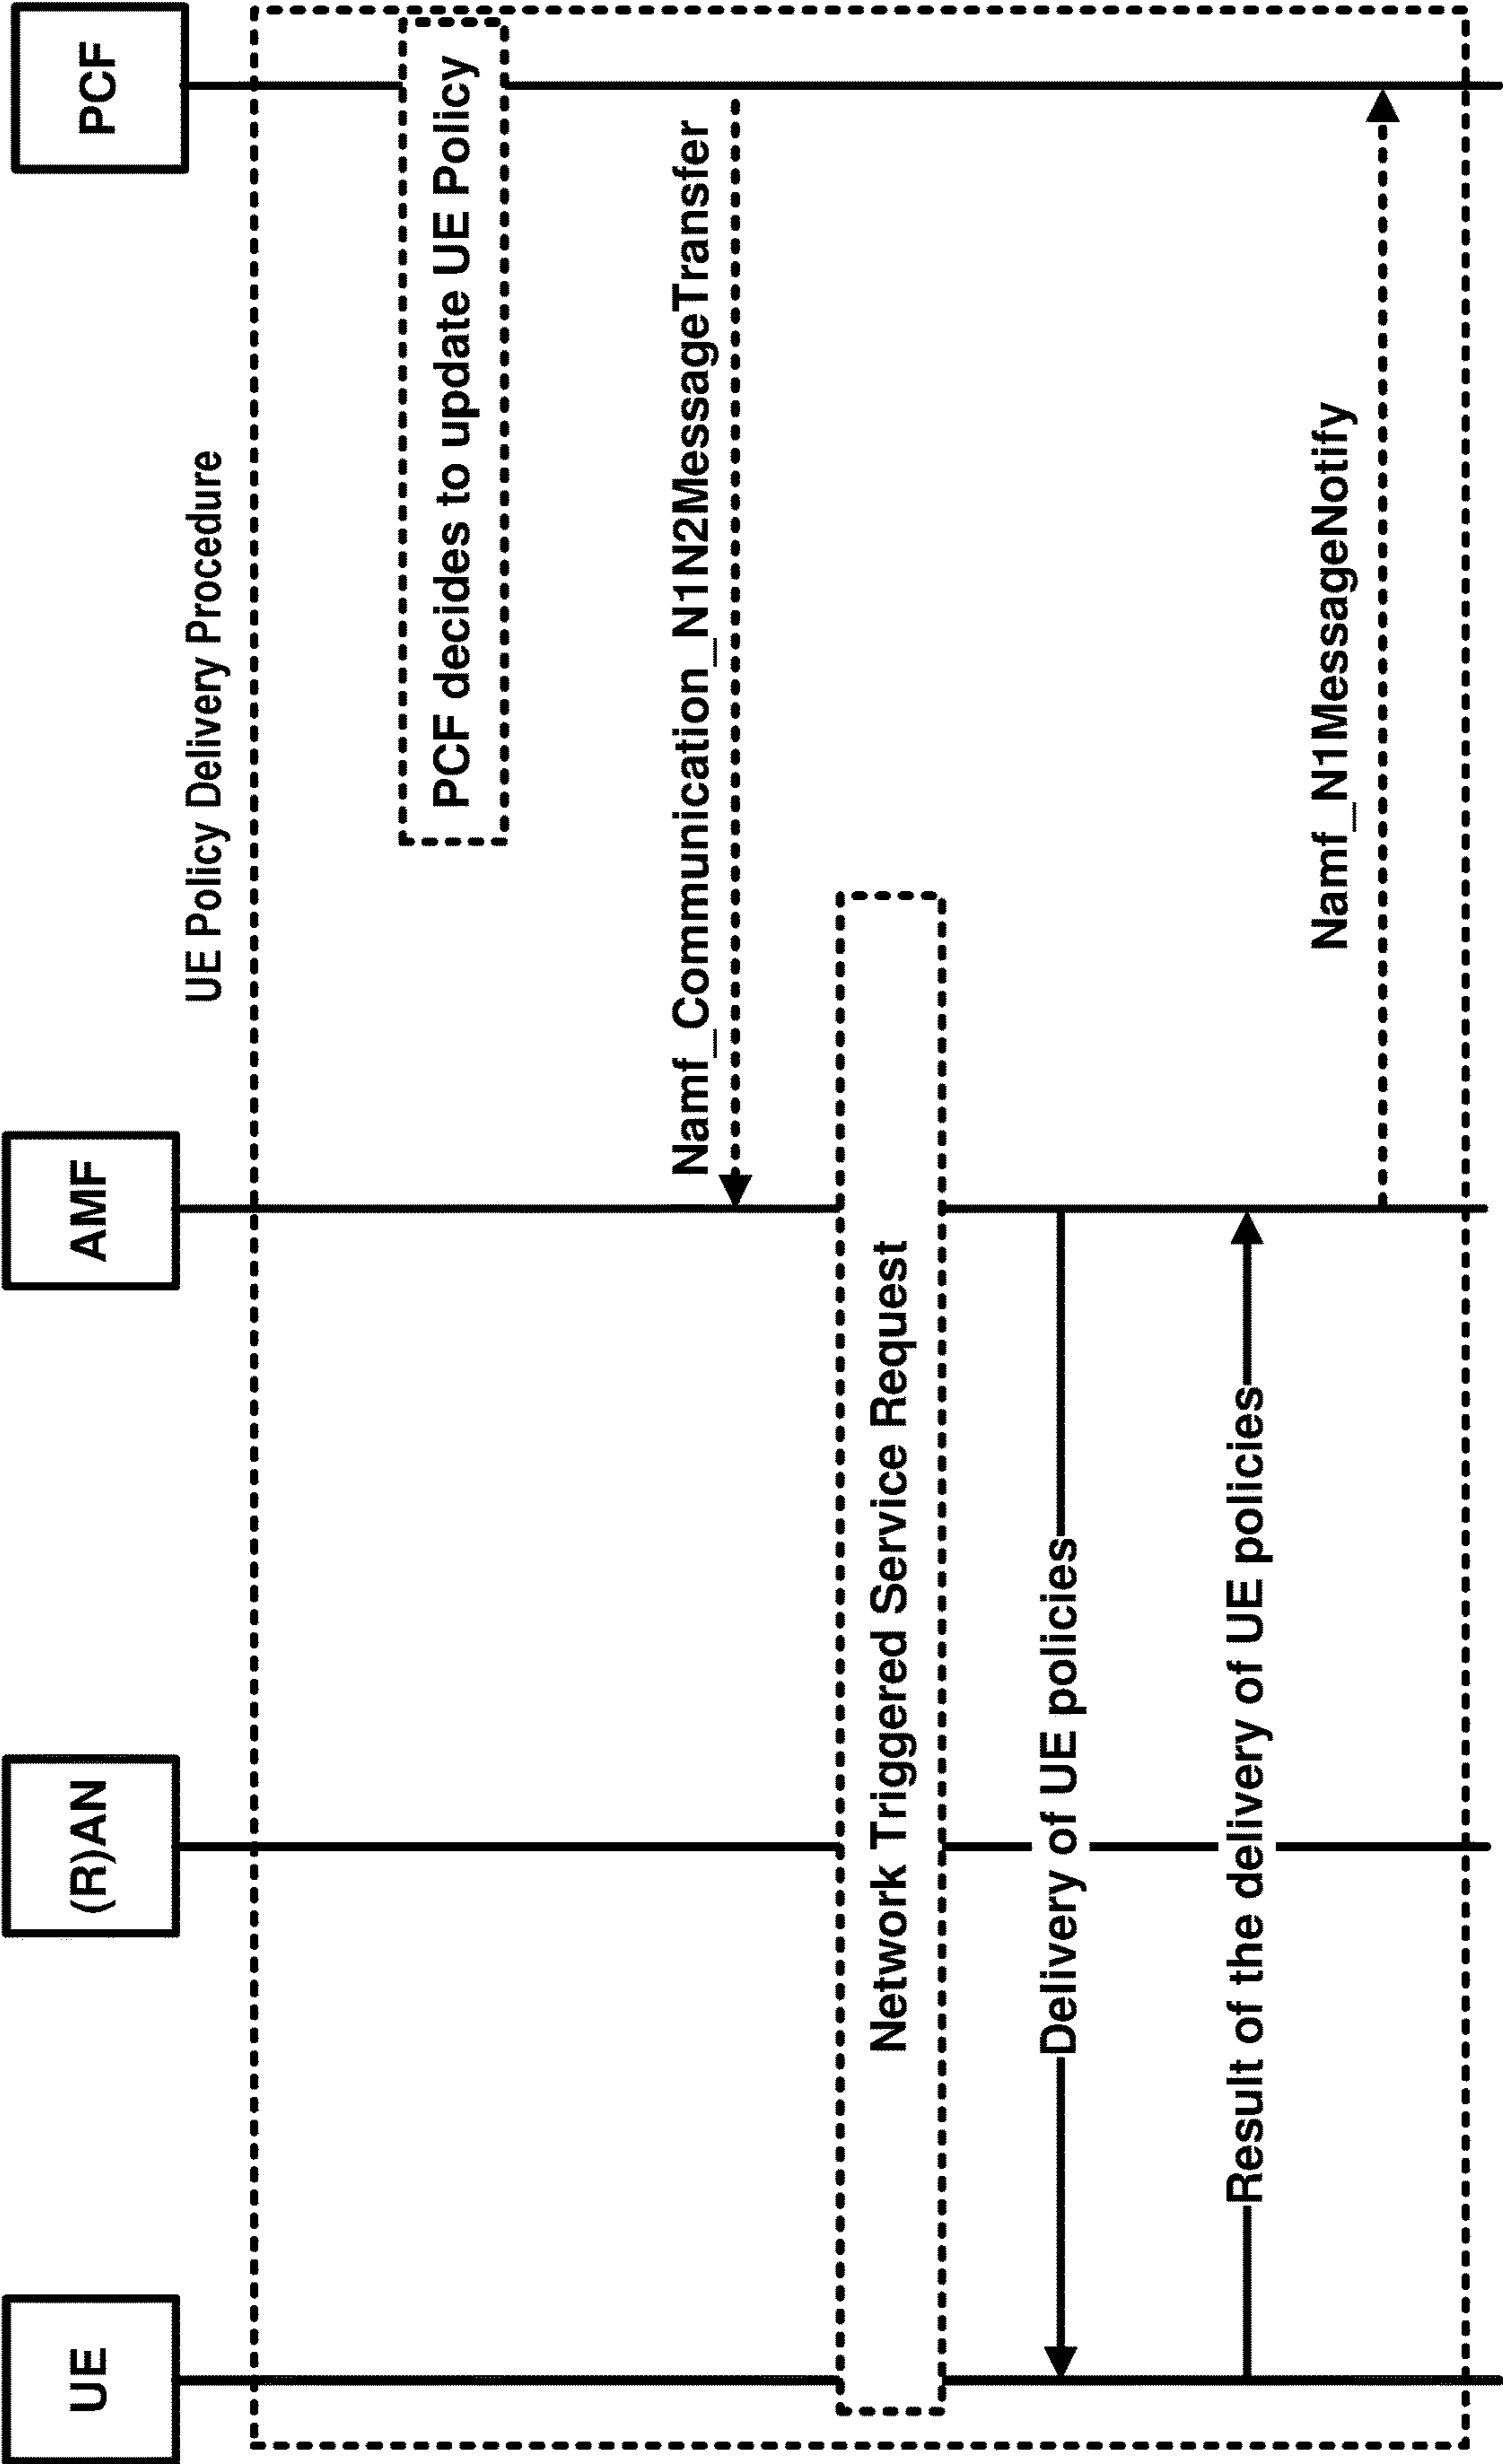 UE
(R)AN
AMF
PCF
UE Policy Delivery Procedure
PCF decides to update UE Policy
Namf_Communication_N1N2MessageTransfer
Network Triggered Service Request
Delivery of UE policies
Result of the delivery of UE policies
Namf_N1MessageNotify